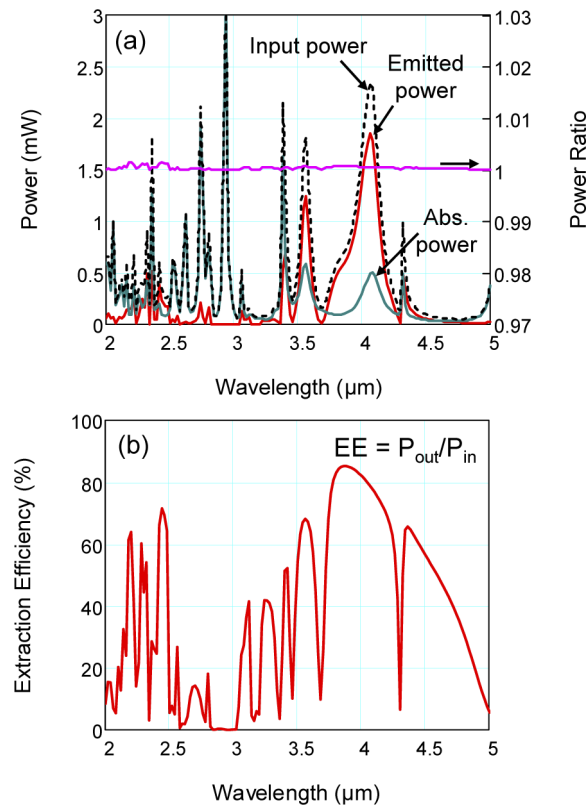 (a)
Input power
Emitted
power
Abs.
power
3
2.5
2
1.5
1
0.5
0
Power (mW)
1.03
1.02
1.01
1
0.99
0.98
0.97
Power Ratio
2 2.5 3 3.5 4 4.5 5
Wavelength (µm)
(b)
EE = Pout/Pin
100
80
60
40
20
0
Extraction Efficiency (%)
2 2.5 3 3.5 4 4.5 5
Wavelength (µm)